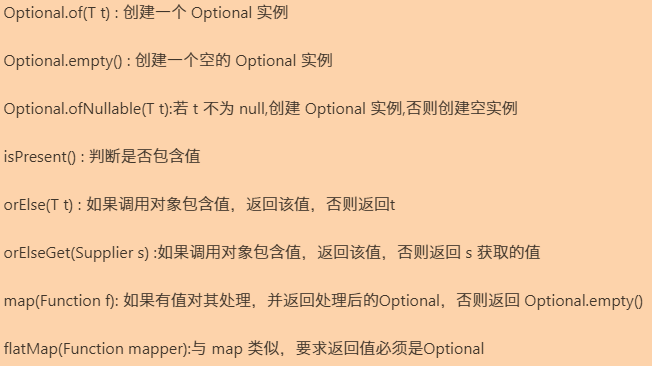 Optional.of(T t) : 创建一个 Optional 实例
Optional.empty() : 创建一个空的 Optional 实例
Optional.ofNullable(T t):若 t 不为 null,创建 Optional 实例,否则创建空实例
isPresent() : 判断是否包含值
orElse(T t) : 如果调用对象包含值，返回该值，否则返回t
orElseGet(Supplier s) :如果调用对象包含值，返回该值，否则返回 s 获取的值
map(Function f): 如果有值对其处理，并返回处理后的Optional，否则返回 Optional.empty()
flatMap(Function mapper):与 map 类似，要求返回值必须是Optional